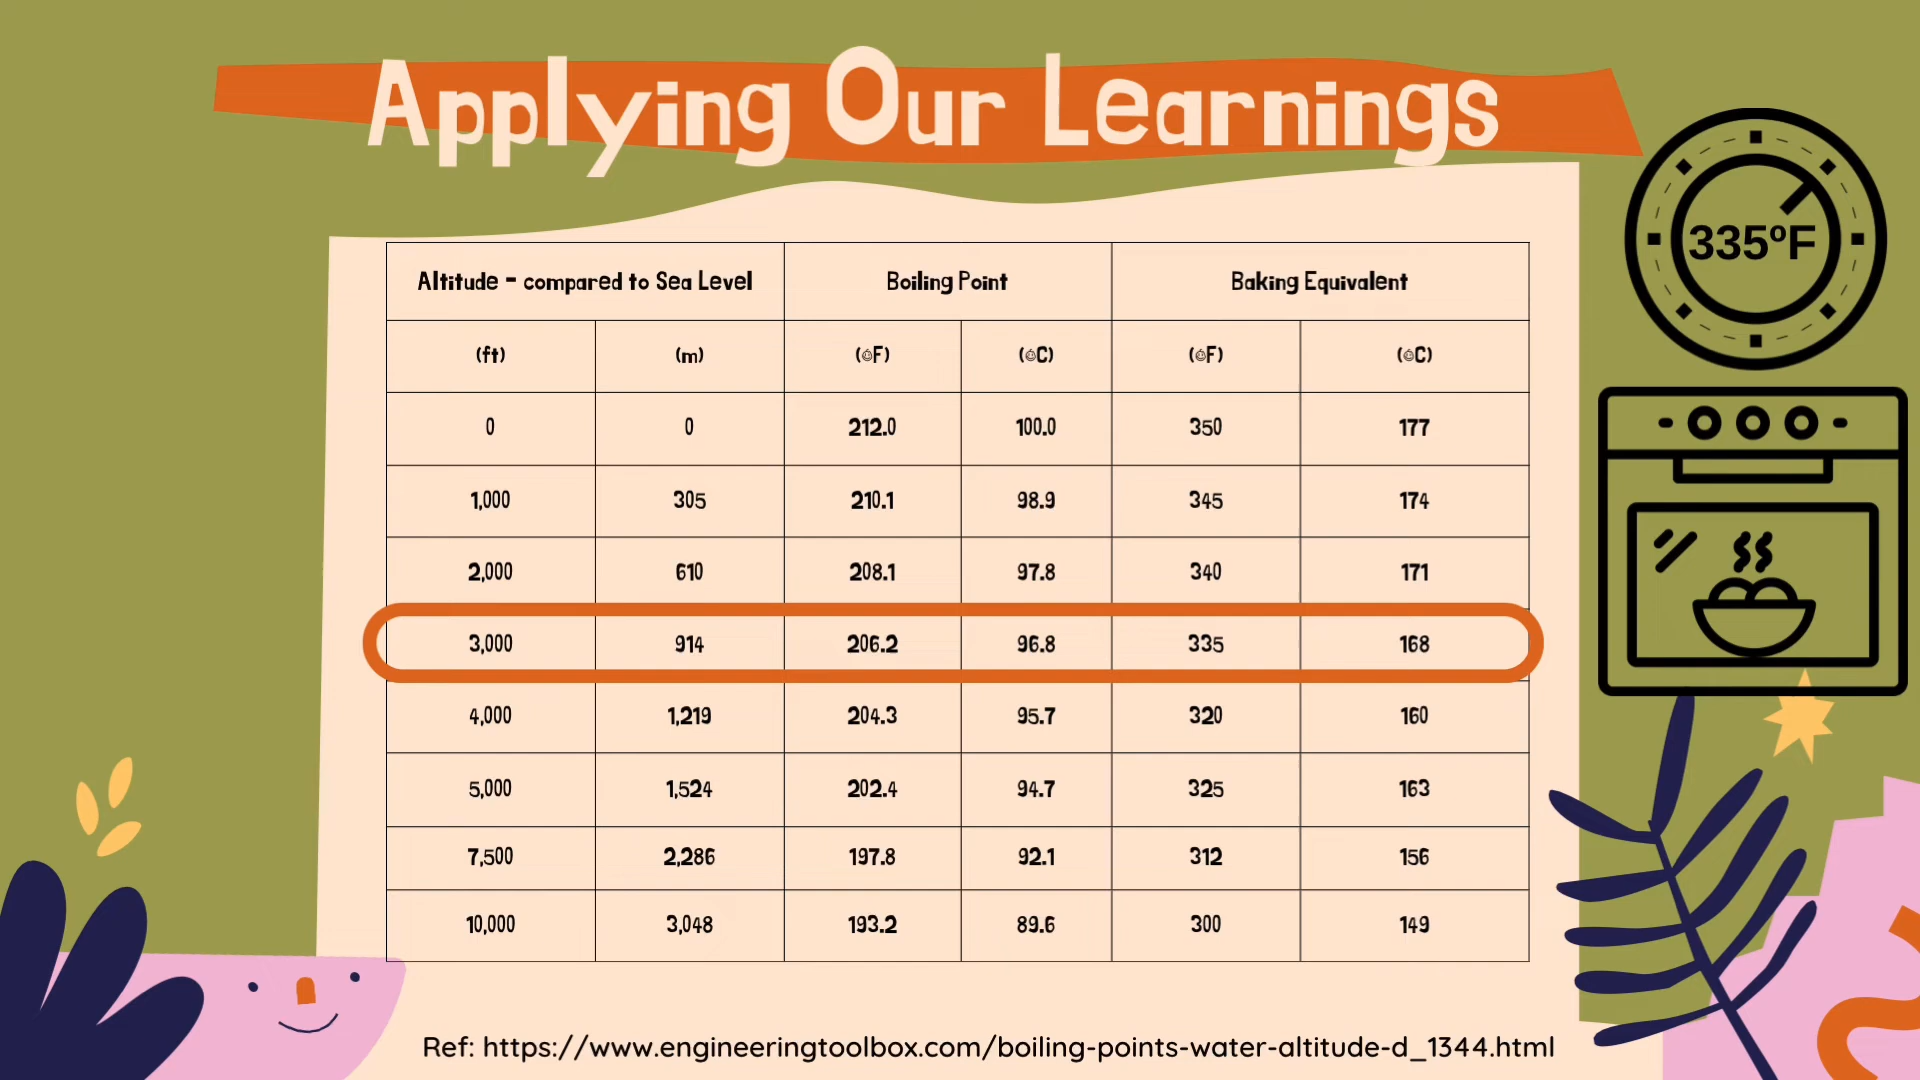 Applying Our Learnings
335ºF
Altitude - compared to Sea Level Boiling Point Baking Equivalent
(ft) (m) (ºF) (ºC) (ºF) (ºC)
0 0 212.0 100.0 350 177
1,000 305 210.1 98.9 345 174
2,000 610 208.1 97.8 340 171
3,000 914 206.2 96.8 335 168
4,000 1,219 204.3 95.7 320 160
5,000 1,524 202.4 94.7 325 163
7,500 2,286 197.8 92.1 312 156
10,000 3,048 193.2 89.6 300 149
Ref: https://www.engineeringtoolbox.com/boiling-points-water-altitude-d_1344.html